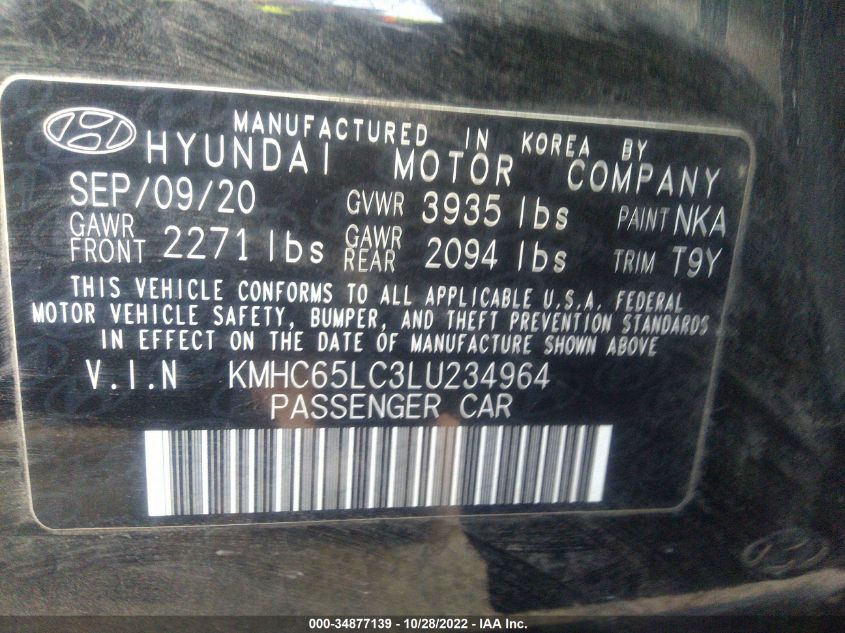 MANUFACTURED IN KOREA BY
HYUNDAI MOTOR COMPANY
SEP/09/20 GVWR 3935 lbs PAINT NKA
GAWR FRONT 2271 lbs GAWR REAR 2094 lbs TRIM T9Y
THIS VEHICLE CONFORMS TO ALL APPLICABLE U.S.A. FEDERAL
MOTOR VEHICLE SAFETY, BUMPER, AND THEFT PREVENTION STANDARDS
IN EFFECT ON THE DATE OF MANUFACTURE SHOWN ABOVE
V.I.N KMHC65LC3LU234964
PASSENGER CAR
000-34877139 - 10/28/2022 - IAA Inc.